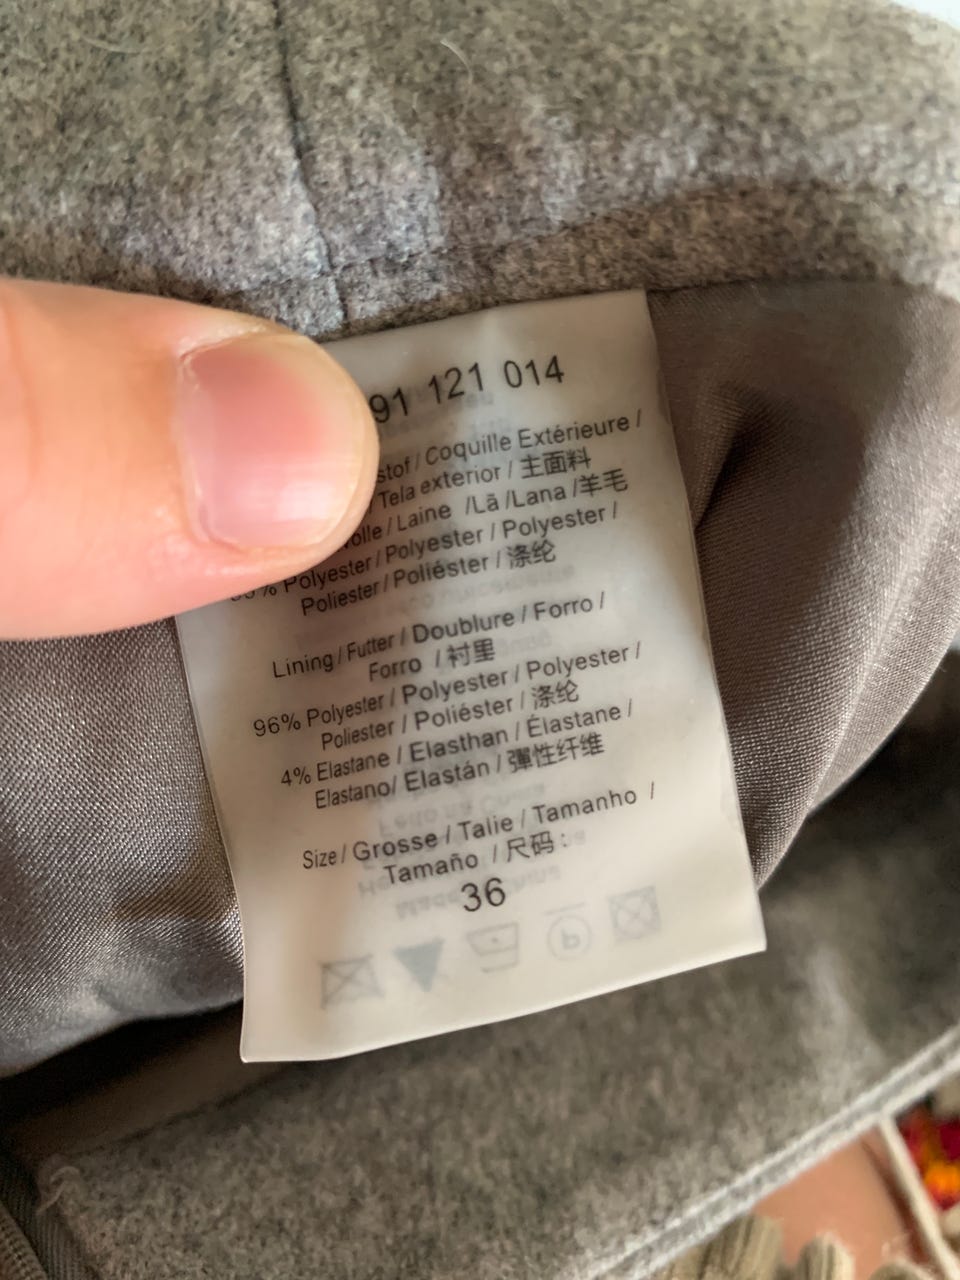 91 121 014
stof / Coquille Extérieure /
Tela exterior / 主面料
wolle / Laine /Lã /Lana /羊毛
% Polyester / Polyester / Polyester /
Poliester / Poliéster / 涤纶
Lining / Futter / Doublure / Forro /
Forro / 衬里
96% Polyester / Polyester / Polyester /
Poliester / Poliéster / 涤纶
4% Elastane / Elasthan / Élastane /
Elastano/ Elastán / 彈性纤维
Size / Grosse / Talie / Tamanho /
Tamaño / 尺码：
36